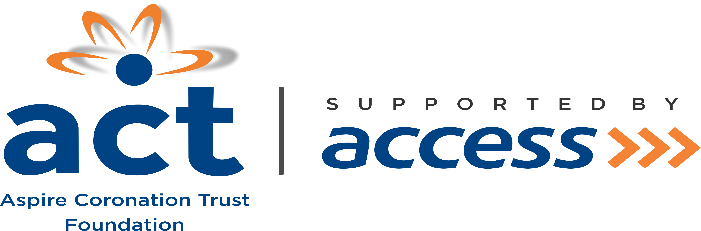 act
Aspire Coronation Trust
Foundation
SUPPORTED BY
access